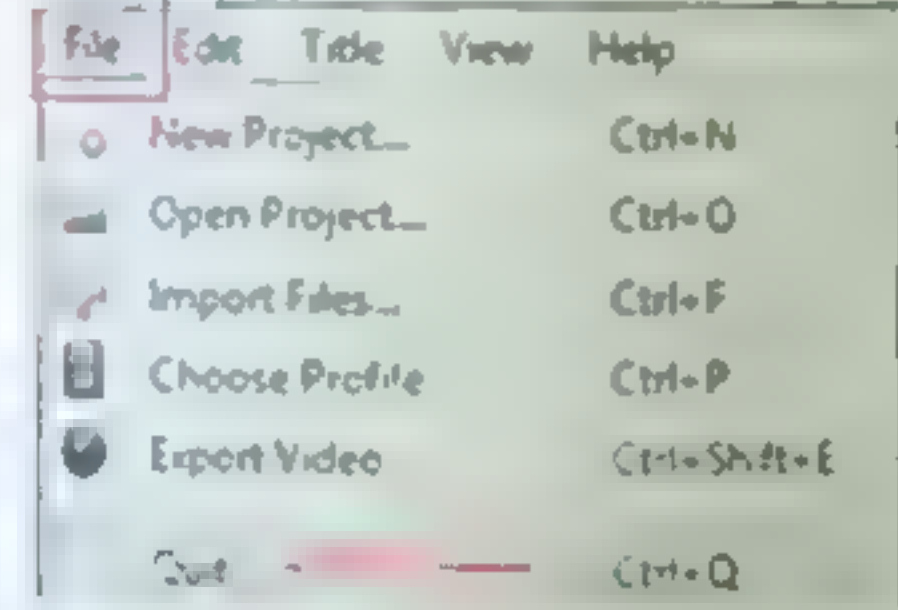 File Edit Title View Help
New Project... Ctrl+N
Open Project... Ctrl+O
Import Files... Ctrl+F
Choose Profile Ctrl+P
Export Video Ctrl+Shift+E
Quit Ctrl+Q